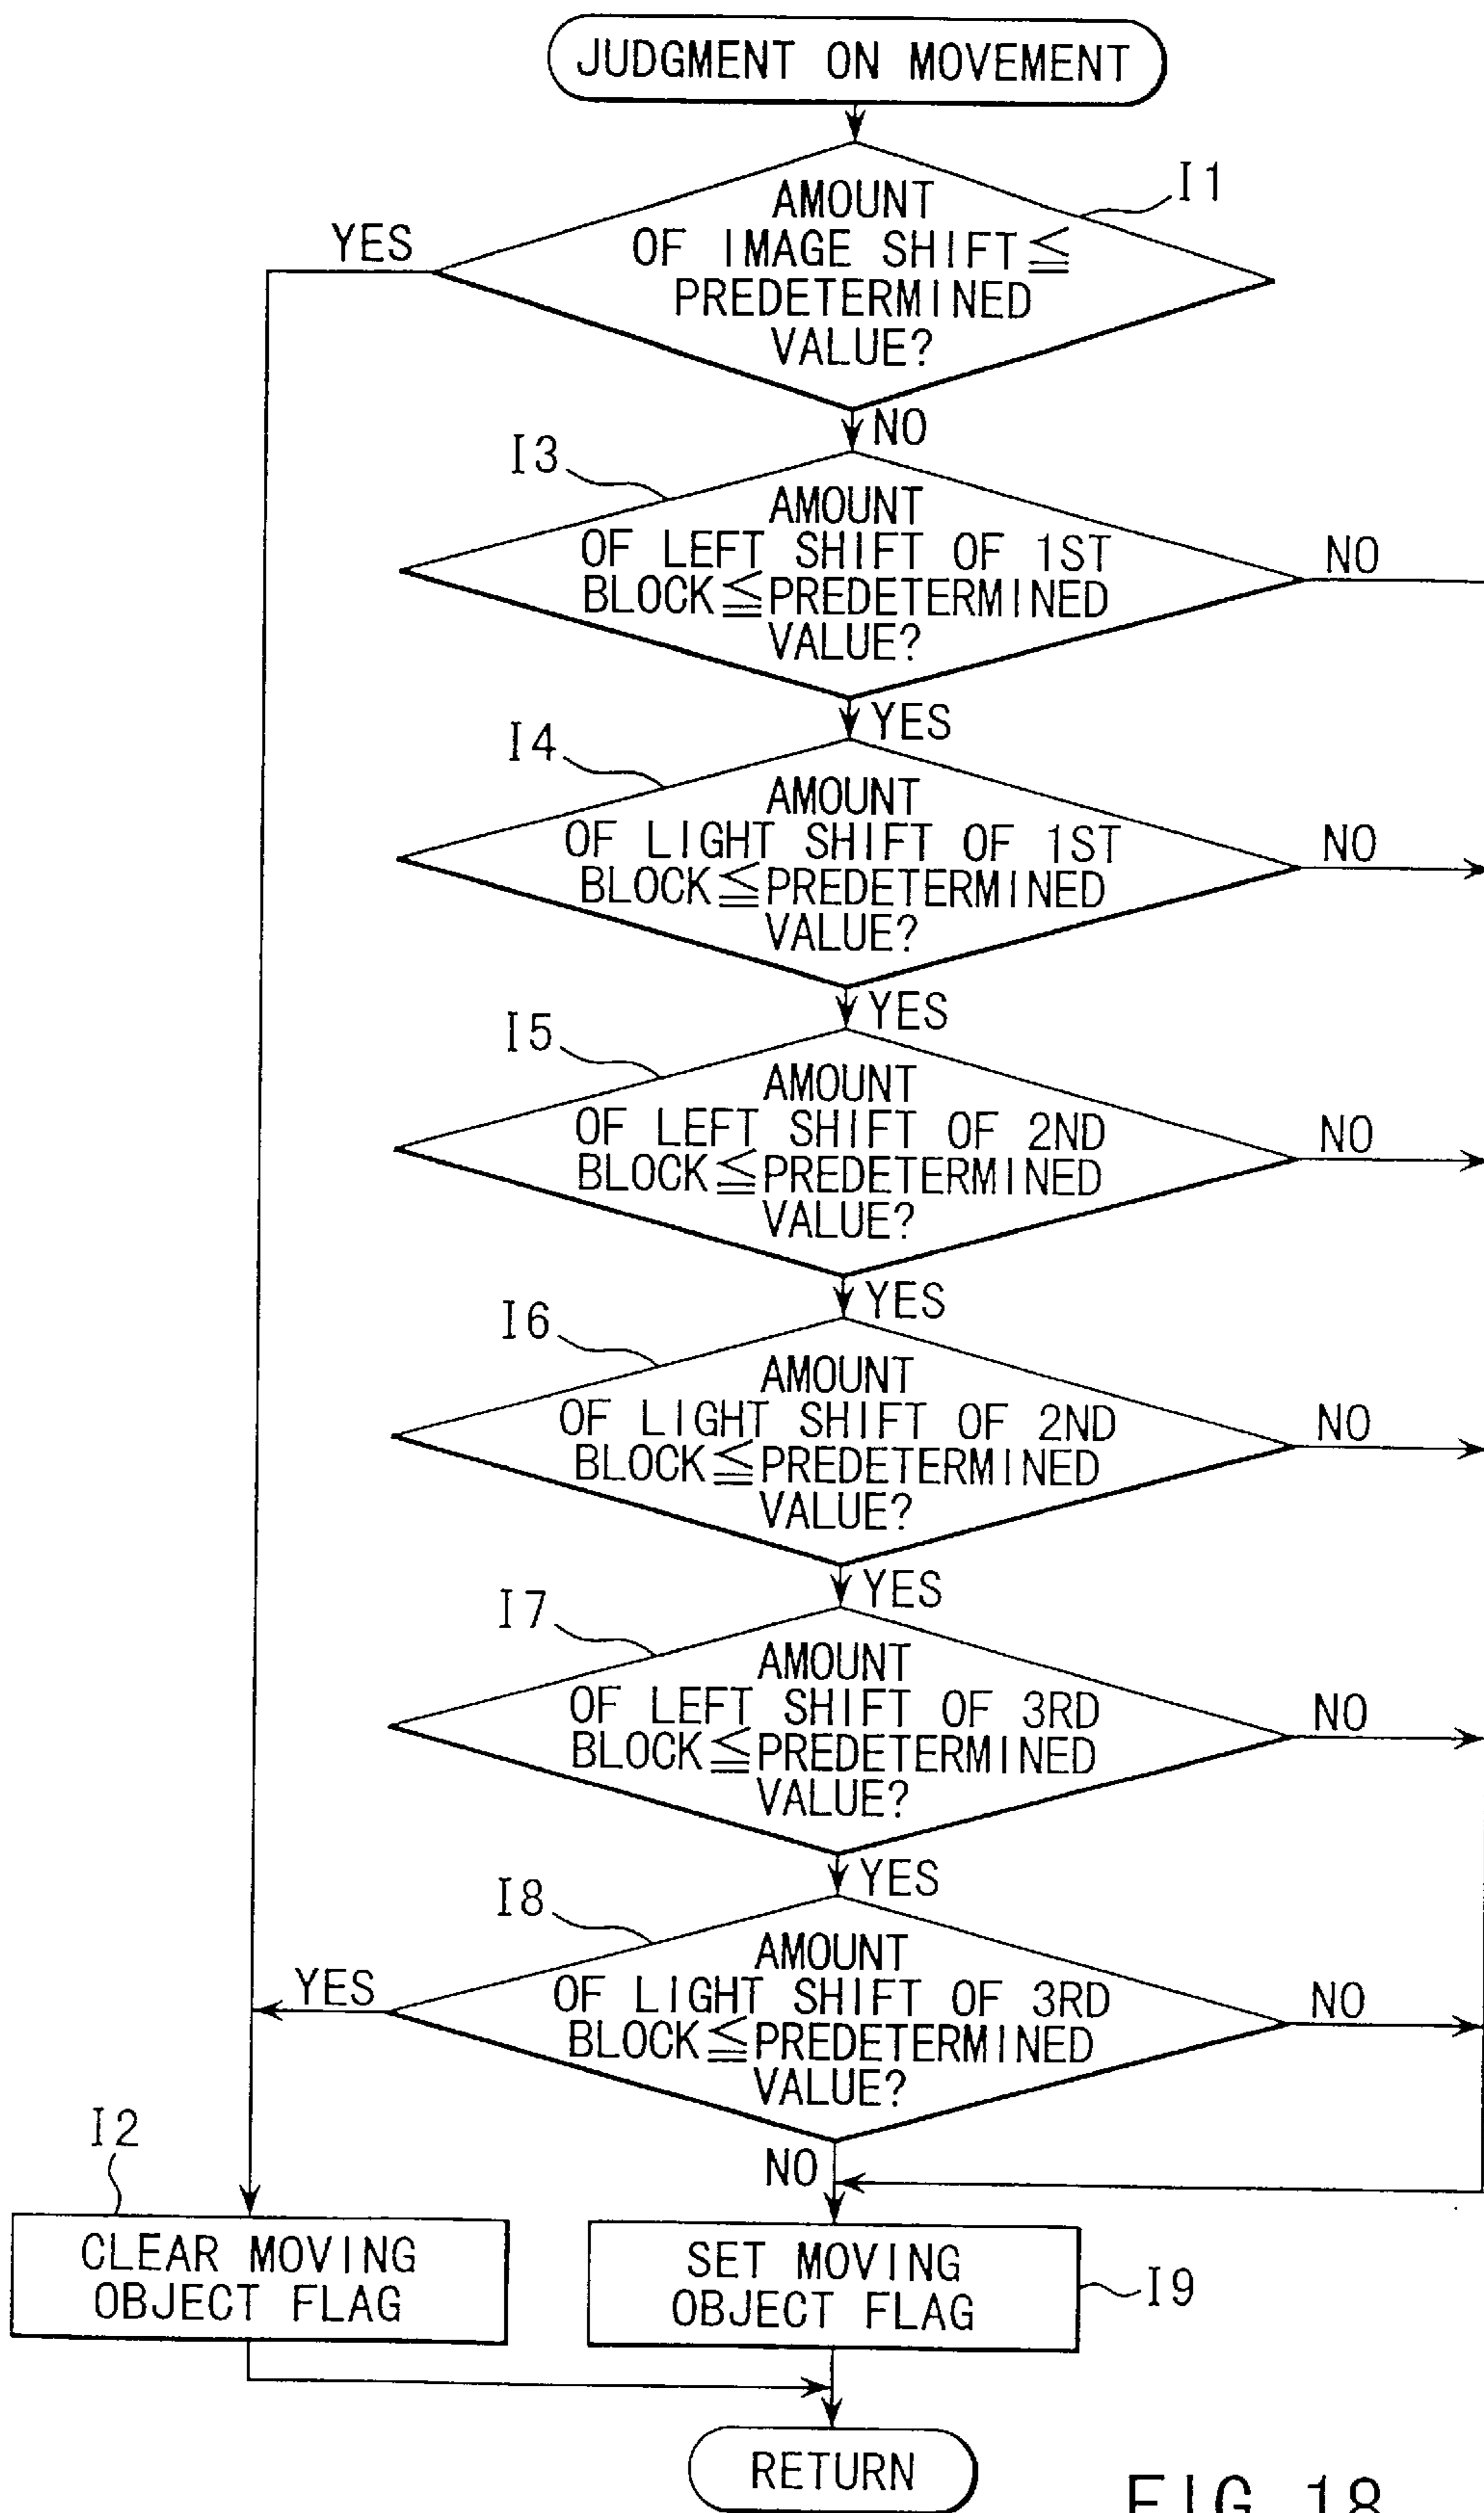 JUDGMENT ON MOVEMENT
I1
AMOUNT
OF IMAGE SHIFT≦
PREDETERMINED
VALUE?
YES
NO
I3
AMOUNT
OF LEFT SHIFT OF 1ST
BLOCK≦PREDETERMINED
VALUE?
NO
YES
I4
AMOUNT
OF LIGHT SHIFT OF 1ST
BLOCK≦PREDETERMINED
VALUE?
NO
YES
I5
AMOUNT
OF LEFT SHIFT OF 2ND
BLOCK≦PREDETERMINED
VALUE?
NO
YES
I6
AMOUNT
OF LIGHT SHIFT OF 2ND
BLOCK≦PREDETERMINED
VALUE?
NO
YES
I7
AMOUNT
OF LEFT SHIFT OF 3RD
BLOCK≦PREDETERMINED
VALUE?
NO
YES
I8
AMOUNT
OF LIGHT SHIFT OF 3RD
BLOCK≦PREDETERMINED
VALUE?
YES
NO
NO
I2
CLEAR MOVING
OBJECT FLAG
SET MOVING
OBJECT FLAG
I9
RETURN
FIG 18